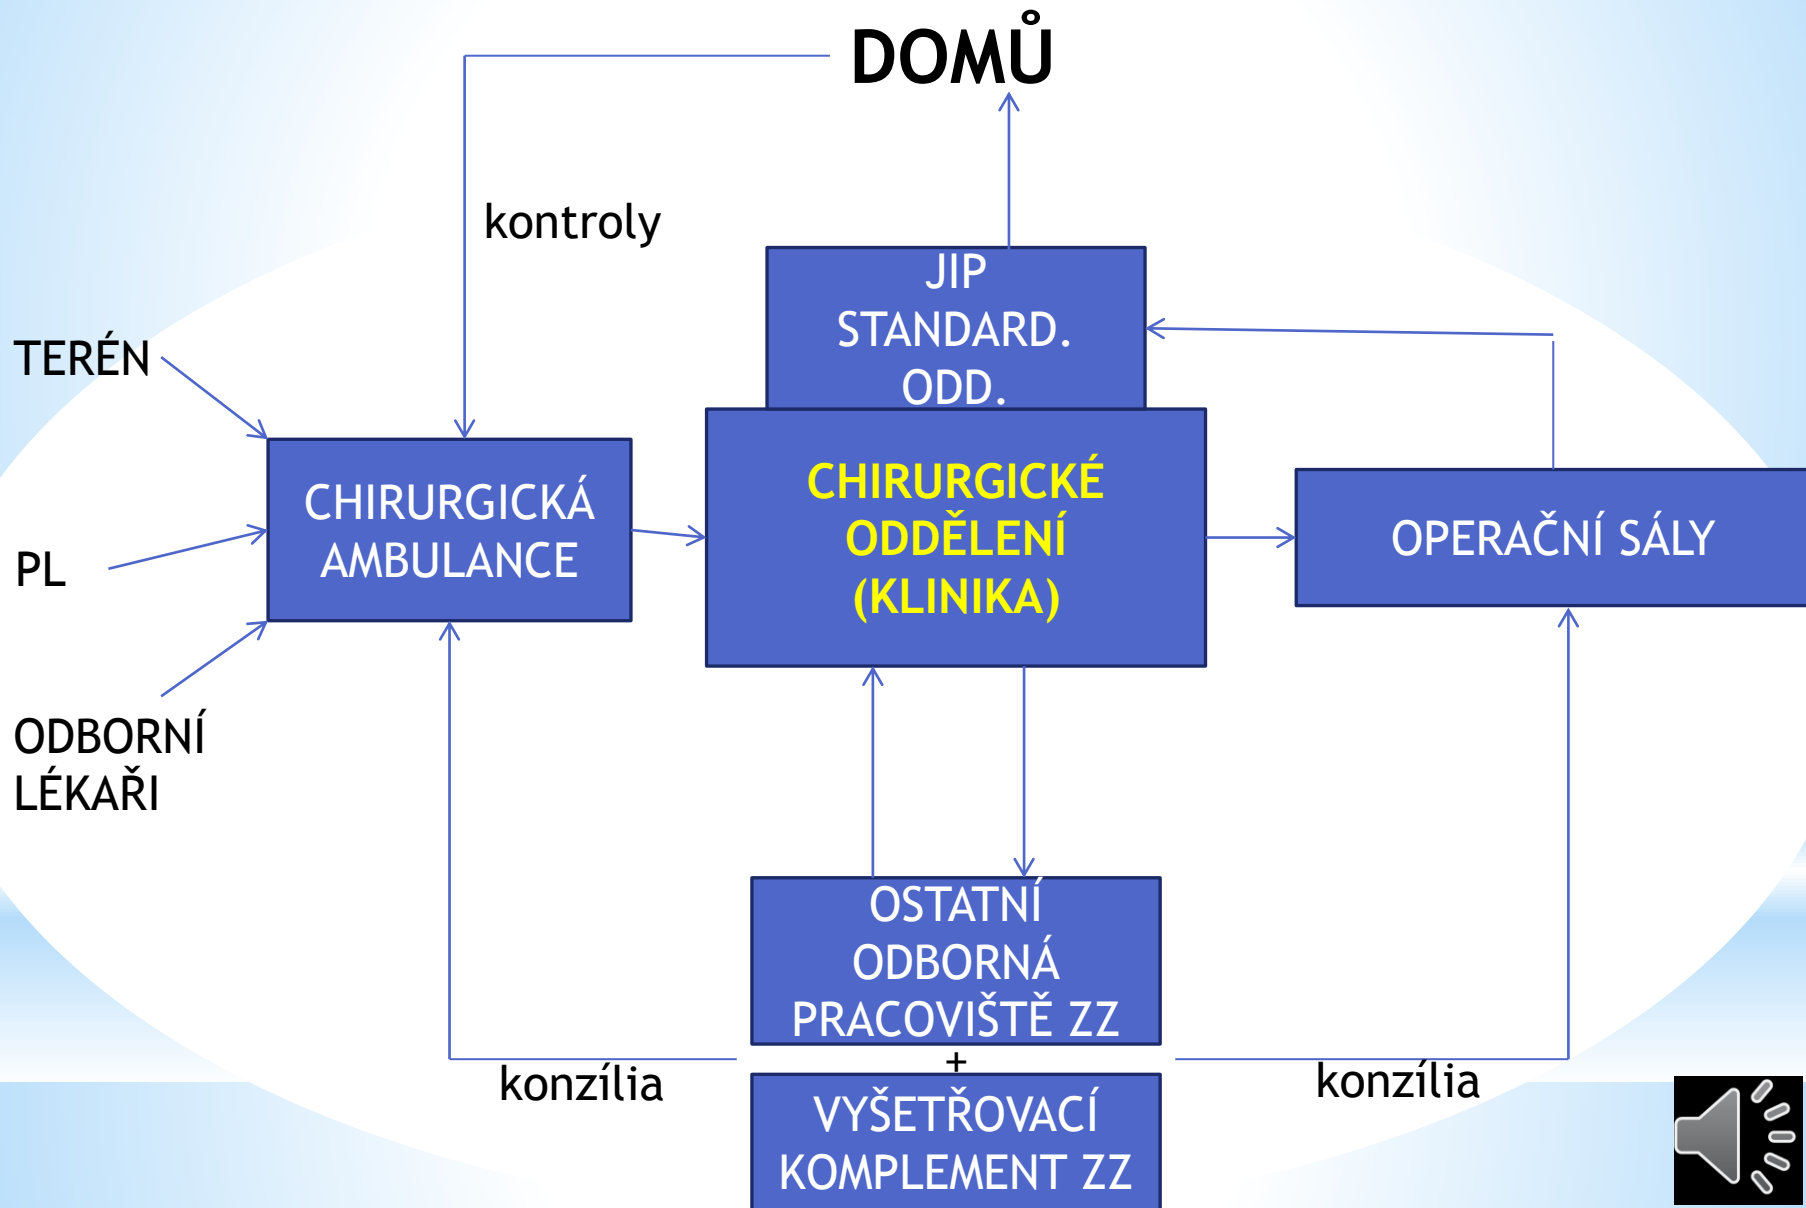 DOMŮ
kontroly
JIP
STANDARD.
ODD.
TERÉN
PL
ODBORNÍ
LÉKAŘI
CHIRURGICKÁ
AMBULANCE
CHIRURGICKÉ
ODDĚLENÍ
(KLINIKA)
OPERAČNÍ SÁLY
OSTATNÍ
ODBORNÁ
PRACOVIŠTĚ ZZ
+
konzília
konzília
VYŠETŘOVACÍ
KOMPLEMENT ZZ